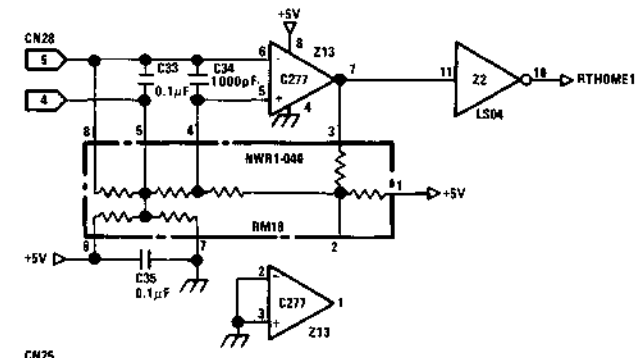 +5V
CN28
8
Z13
5
6
-
C33
C34
7
11
10
0.1μF
1000pF
C277
Z2
RTHOME1
4
5
+
4
LS04
8
5
4
3
NWR1-046
1
+5V
RM18
6
7
2
+5V
C35
0.1μF
2
-
C277
1
3
+
Z13
CN25